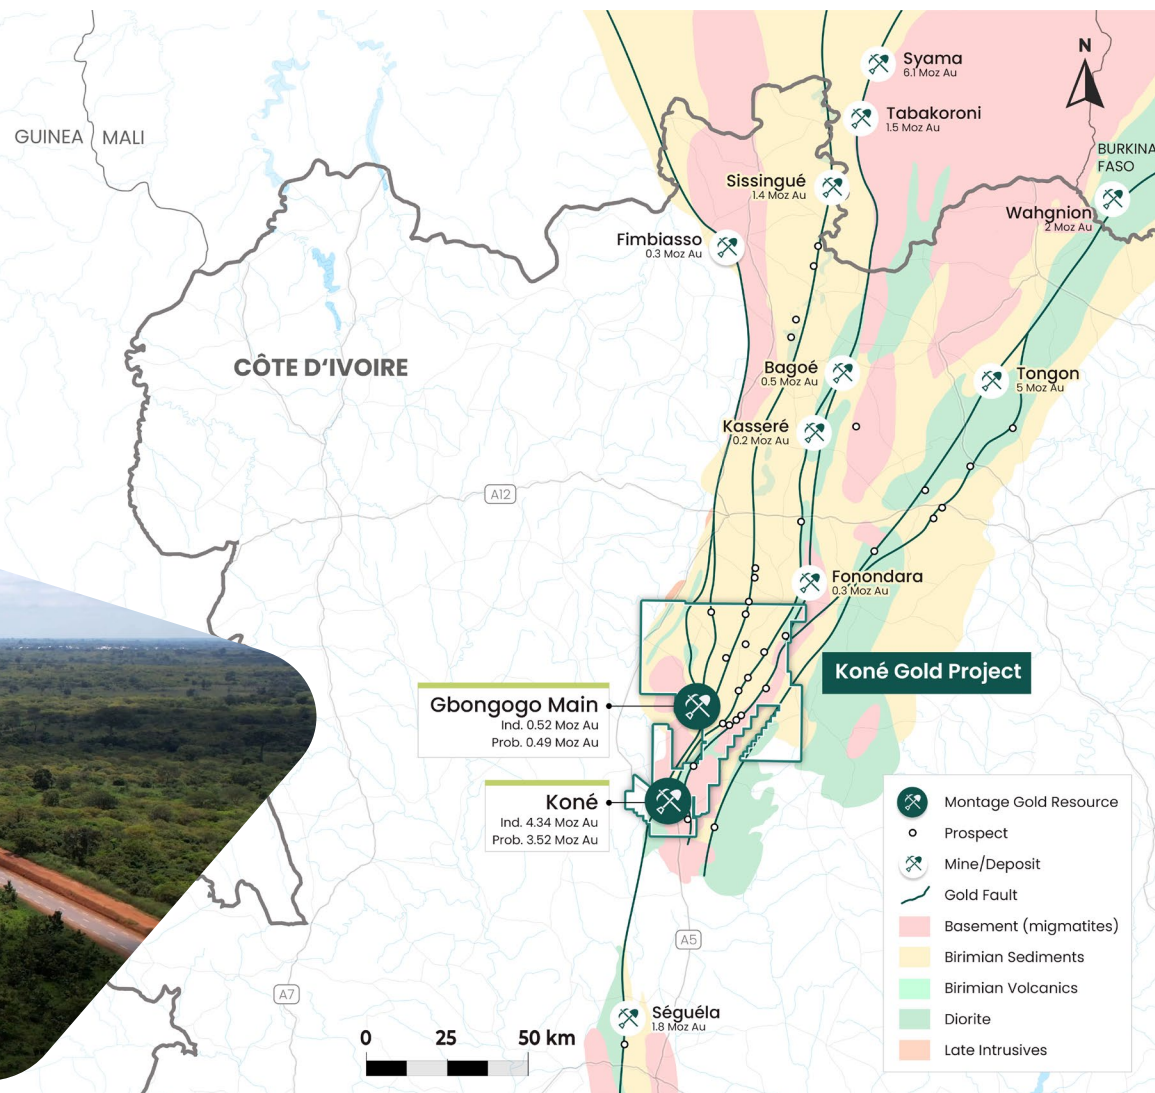 N
Syama
6.1 Moz Au
Tabakoroni
1.5 Moz Au
GUINEA
MALI
BURKINA
FASO
Sissingué
1.4 Moz Au
Wahgnion
2 Moz Au
Fimbiasso
0.3 Moz Au
CÔTE D'IVOIRE
Bagoé
0.5 Moz Au
Tongon
5 Moz Au
Kasseré
0.2 Moz Au
A12
Fonondara
0.3 Moz Au
Koné Gold Project
Gbongogo Main
Ind. 0.52 Moz Au
Prob. 0.49 Moz Au
Koné
Ind. 4.34 Moz Au
Prob. 3.52 Moz Au
Montage Gold Resource
Prospect
Mine/Deposit
Gold Fault
Basement (migmatites)
Birimian Sediments
Birimian Volcanics
Diorite
Late Intrusives
A5
A7
Séguéla
1.8 Moz Au
0 25 50 km